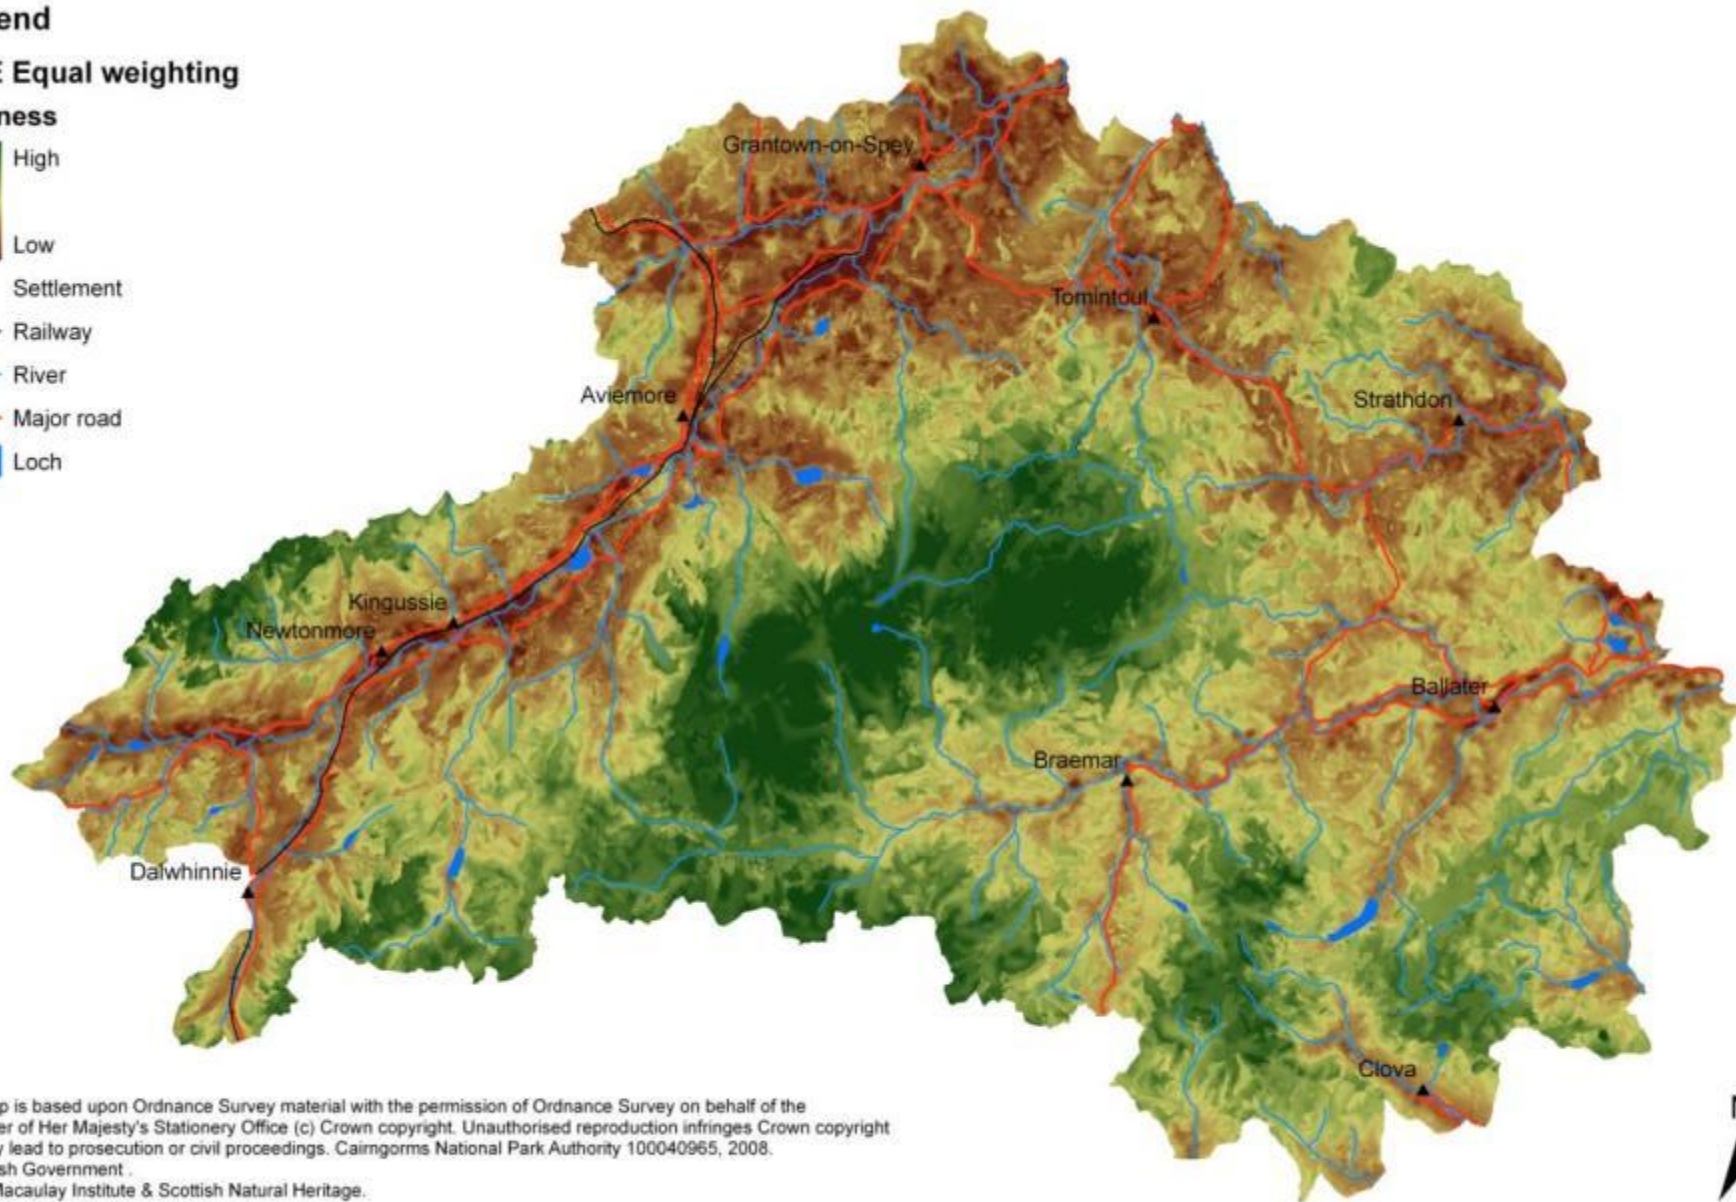 end
E Equal weighting
ness
High
Low
Settlement
Railway
River
Major road
Loch
Grantown-on-Spey
Tomintoul
Aviemore
Strathdon
Kingussie
Newtonmore
Ballater
Braemar
Dalwhinnie
Clova
p is based upon Ordnance Survey material with the permission of Ordnance Survey on behalf of the
er of Her Majesty's Stationery Office (c) Crown copyright. Unauthorised reproduction infringes Crown copyright
y lead to prosecution or civil proceedings. Cairngorms National Park Authority 100040965, 2008.
sh Government .
Macaulay Institute & Scottish Natural Heritage.